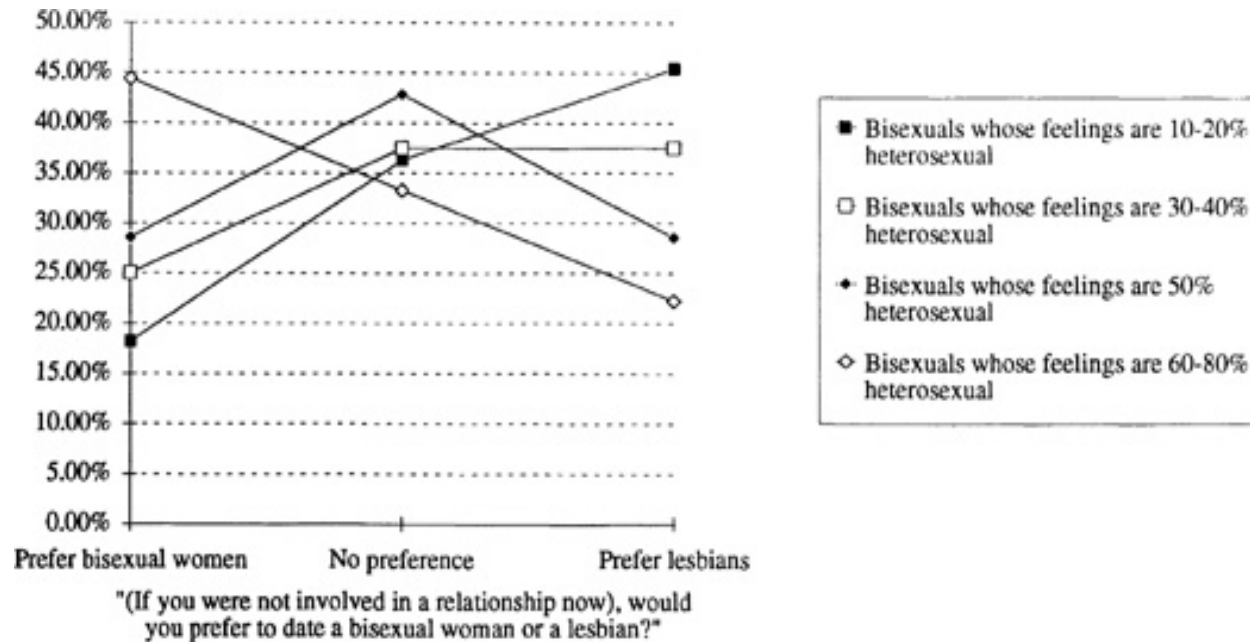 50.00%
45.00%
40.00%
35.00%
30.00%
25.00%
20.00%
15.00%
10.00%
5.00%
0.00%
Prefer bisexual women No preference Prefer lesbians
"(If you were not involved in a relationship now), would
you prefer to date a bisexual woman or a lesbian?"
Bisexuals whose feelings are 10-20%
heterosexual
Bisexuals whose feelings are 30-40%
heterosexual
Bisexuals whose feelings are 50%
heterosexual
Bisexuals whose feelings are 60-80%
heterosexual